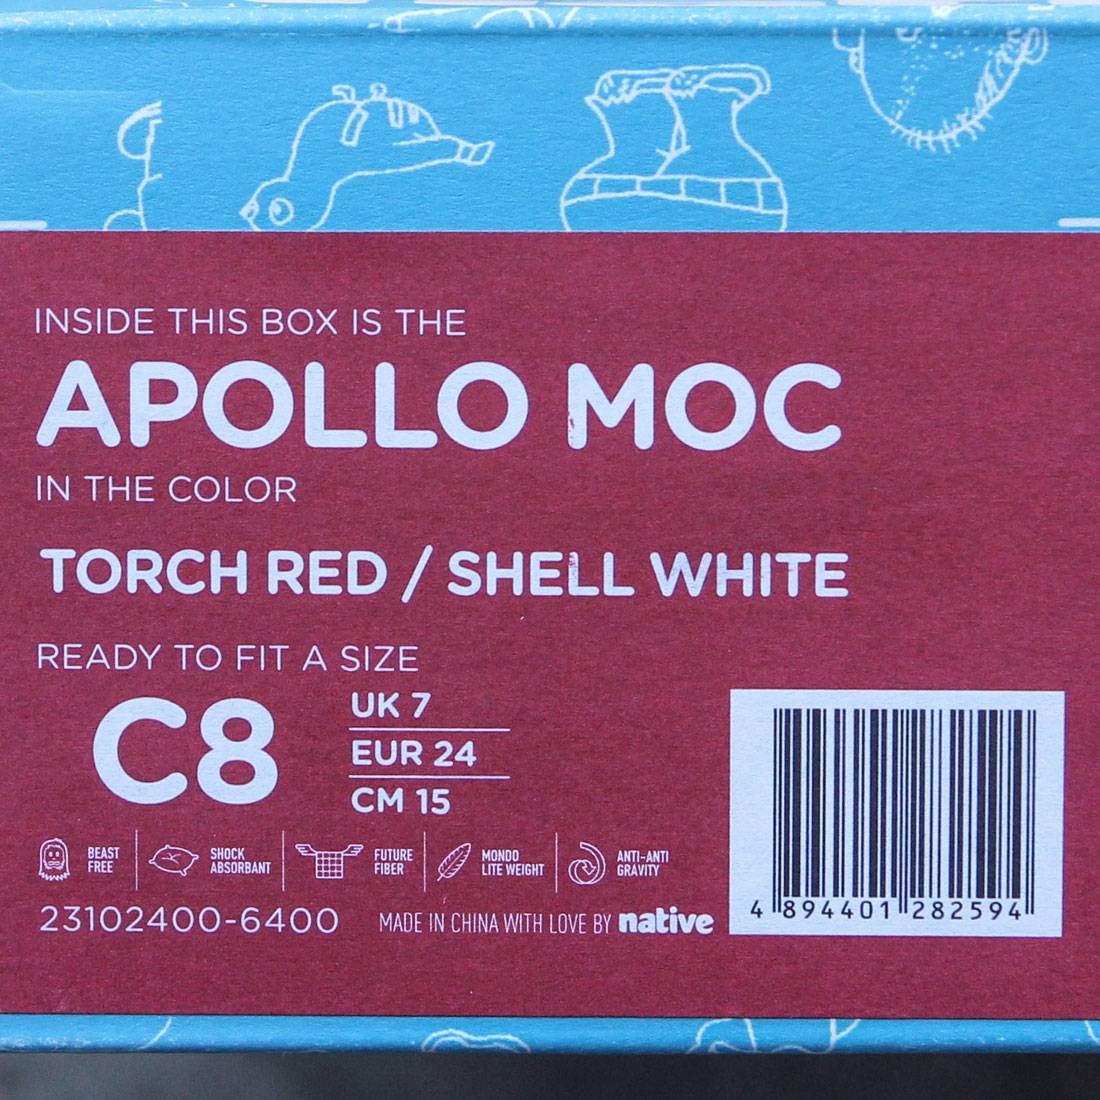 INSIDE THIS BOX IS THE
APOLLO MOC
IN THE COLOR
TORCH RED / SHELL WHITE
READY TO FIT A SIZE
C8
UK 7
EUR 24
CM 15
BEAST
FREE
SHOCK
ABSORBANT
FUTURE
FIBER
MONDO
LITE WEIGHT
ANTI-ANTI
GRAVITY
23102400-6400
MADE IN CHINA WITH LOVE BY native
4 894401 282594